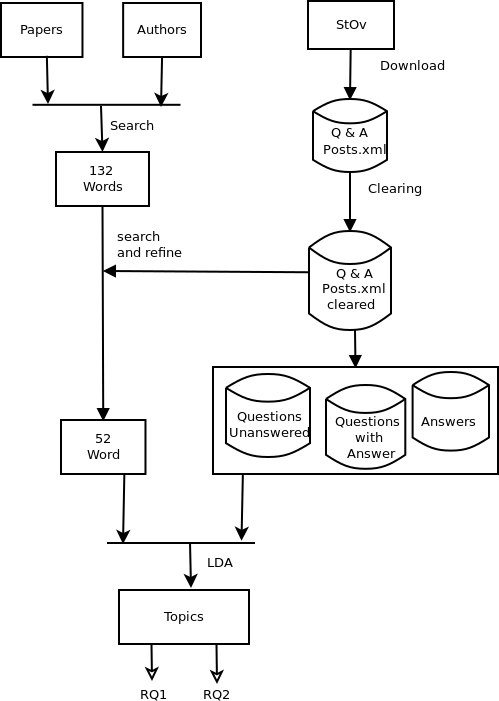 Papers
Authors
StOv
Download
Search
Q & A
Posts.xml
132
Words
Clearing
search
and refine
Q & A
Posts.xml
cleared
Questions
Unanswered
Questions
with
Answer
Answers
52
Word
LDA
Topics
RQ1
RQ2